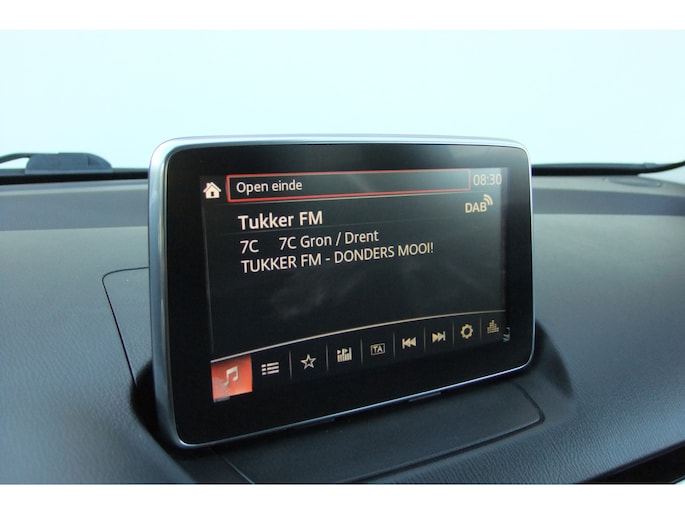 Open einde
08:30
Tukker FM
DAB
7C 7C Gron / Drent
TUKKER FM - DONDERS MOOI!
TA